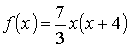 f(x) = 7/3 x(x + 4)